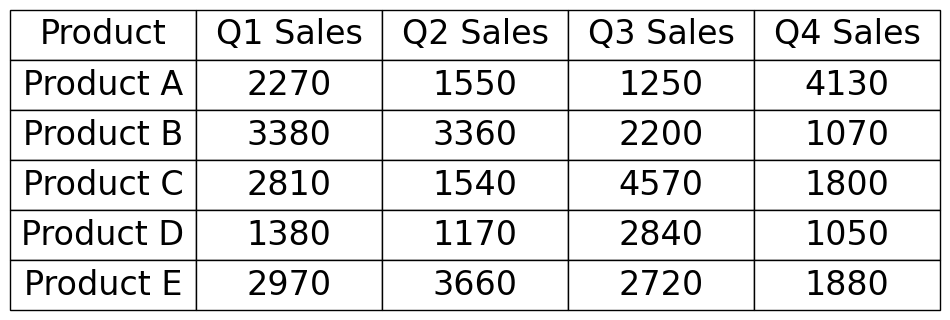 Product Q1 Sales Q2 Sales Q3 Sales Q4 Sales
Product A 2270 1550 1250 4130
Product B 3380 3360 2200 1070
Product C 2810 1540 4570 1800
Product D 1380 1170 2840 1050
Product E 2970 3660 2720 1880